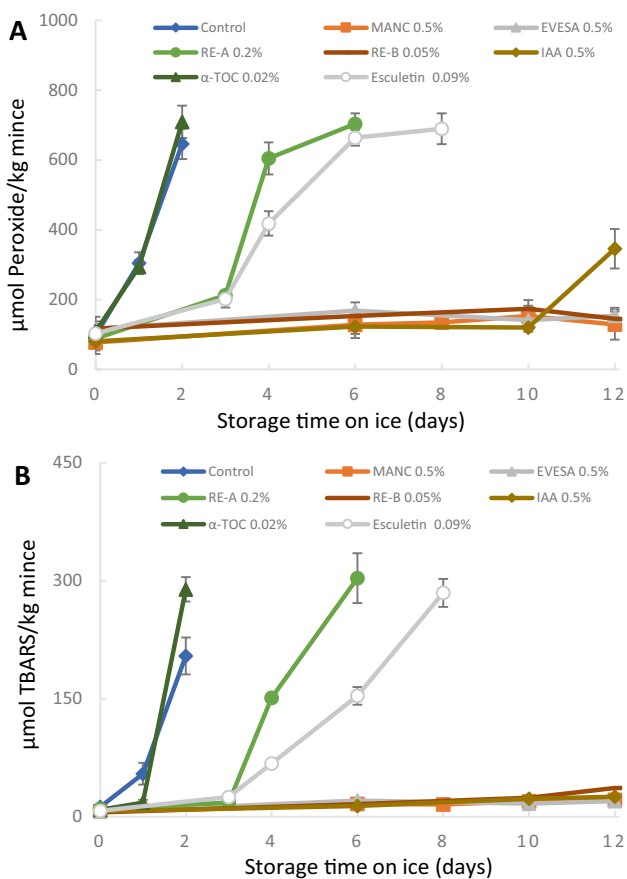 A
Control MANC 0.5% EVESA 0.5%
RE-A 0.2% RE-B 0.05% IAA 0.5%
α-TOC 0.02% Esculetin 0.09%
μmol Peroxide/kg mince
800
600
400
200
0
0 2 4 6 8 10 12
Storage time on ice (days)
B
Control MANC 0.5% EVESA 0.5%
RE-A 0.2% RE-B 0.05% IAA 0.5%
α-TOC 0.02% Esculetin 0.09%
μmol TBARS/kg mince
450
300
150
0
0 2 4 6 8 10 12
Storage time on ice (days)